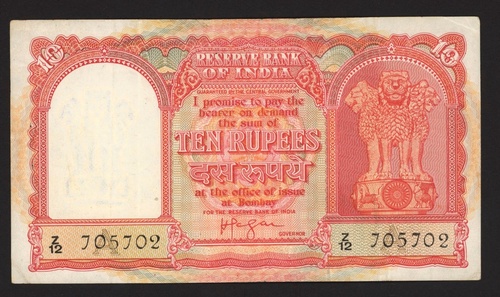 10 RESERVE BANK 10
OF INDIA
GUARANTEED BY THE CENTRAL GOVERNMENT
I promise to pay the
bearer on demand
the sum of
TEN RUPEES
दस रुपये
at the office of issue
at Bombay
FOR THE RESERVE BANK OF INDIA
GOVERNOR
Z/12 705702
Z/12 705702